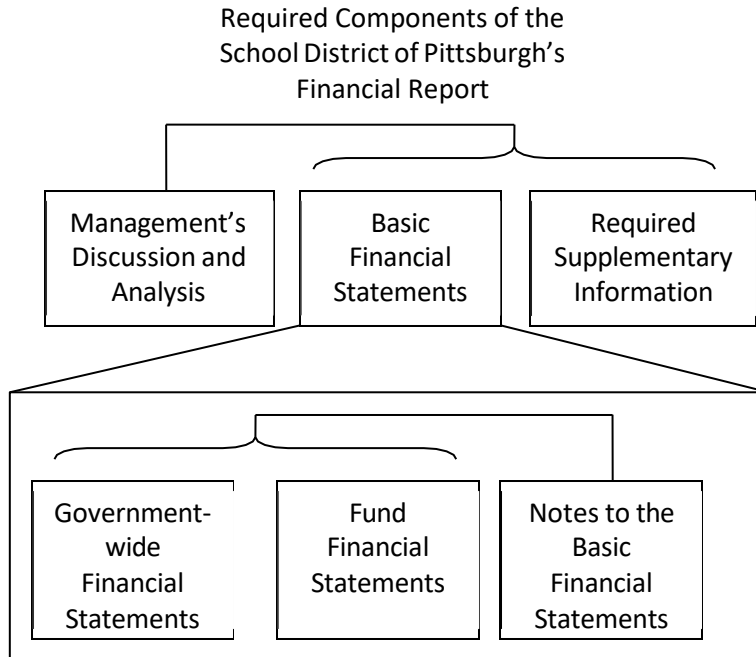 Required Components of the
School District of Pittsburgh’s
Financial Report
Management’s
Discussion and
Analysis
Basic
Financial
Statements
Required
Supplementary
Information
Government-
wide
Financial
Statements
Fund
Financial
Statements
Notes to the
Basic
Financial
Statements